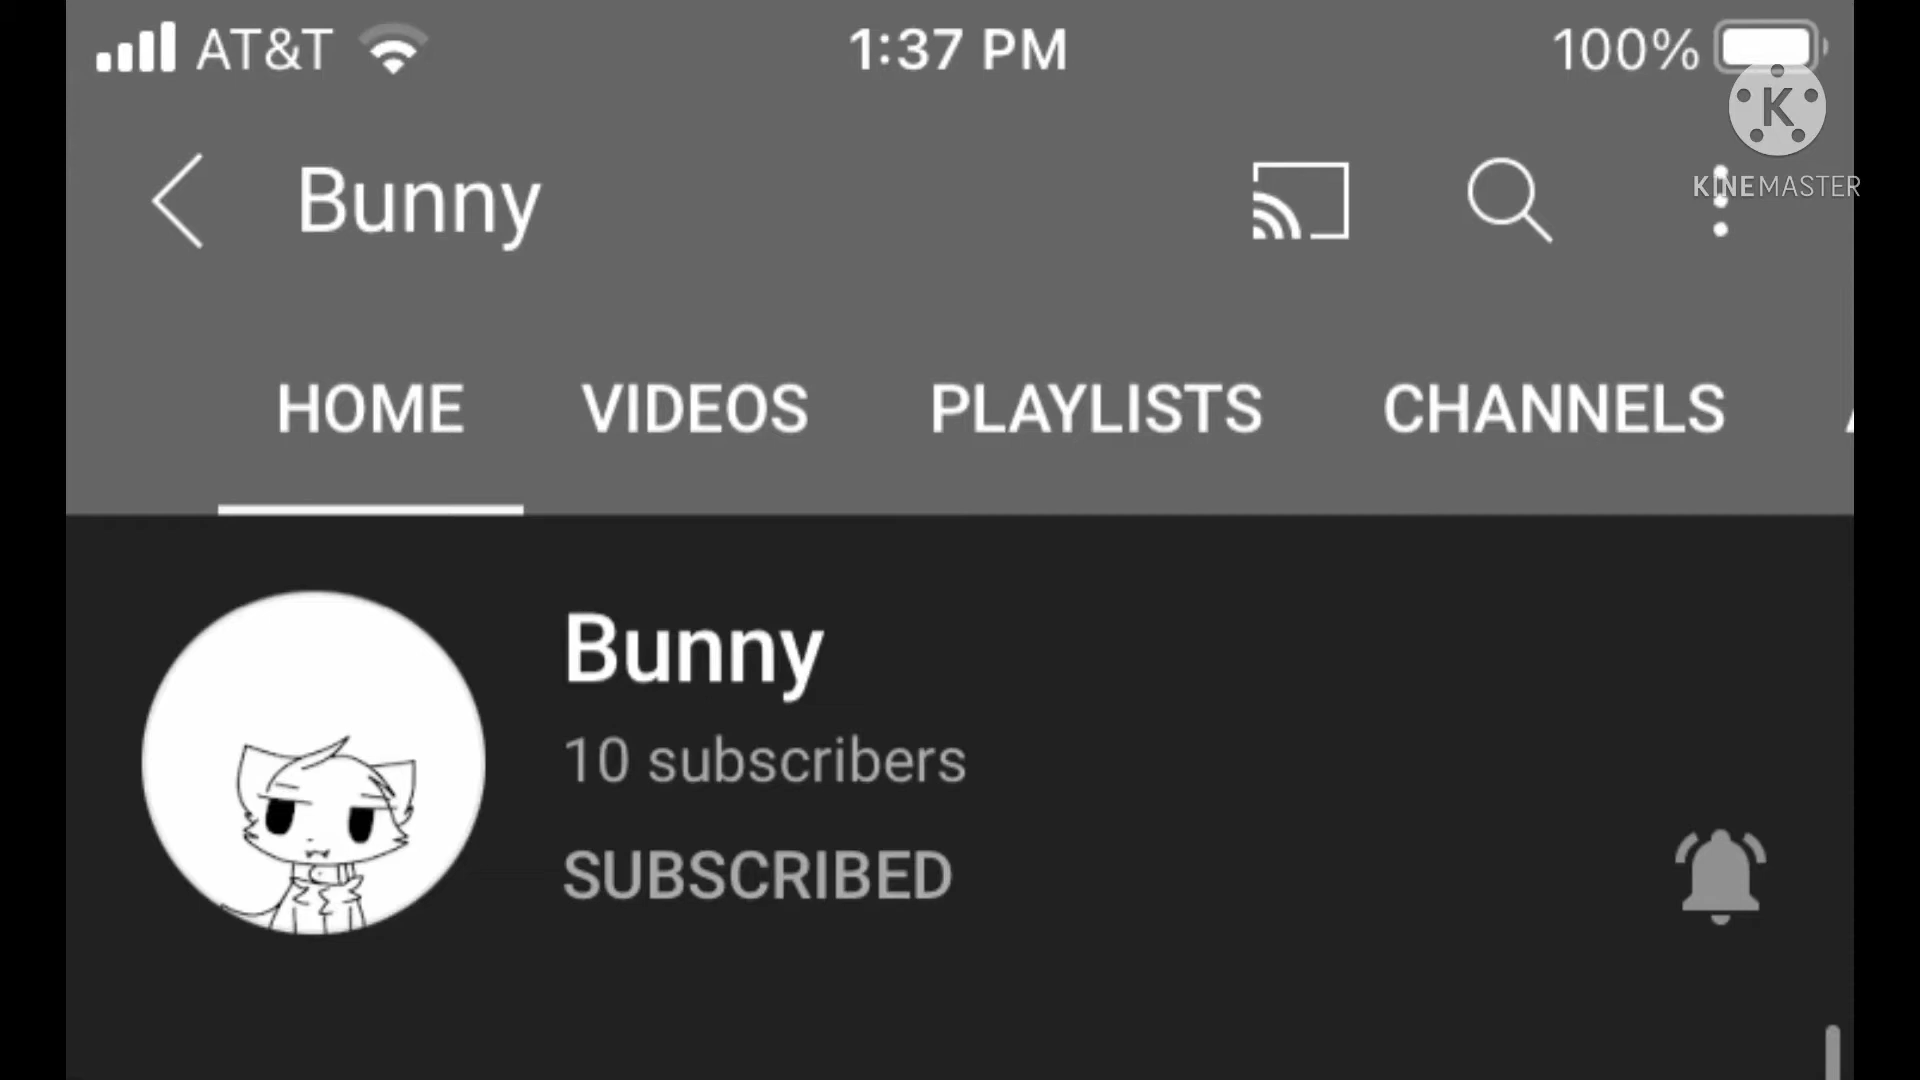 AT&T 1:37 PM 100%
Bunny
K
KINEMASTER
HOME VIDEOS PLAYLISTS CHANNELS
Bunny
10 subscribers
SUBSCRIBED